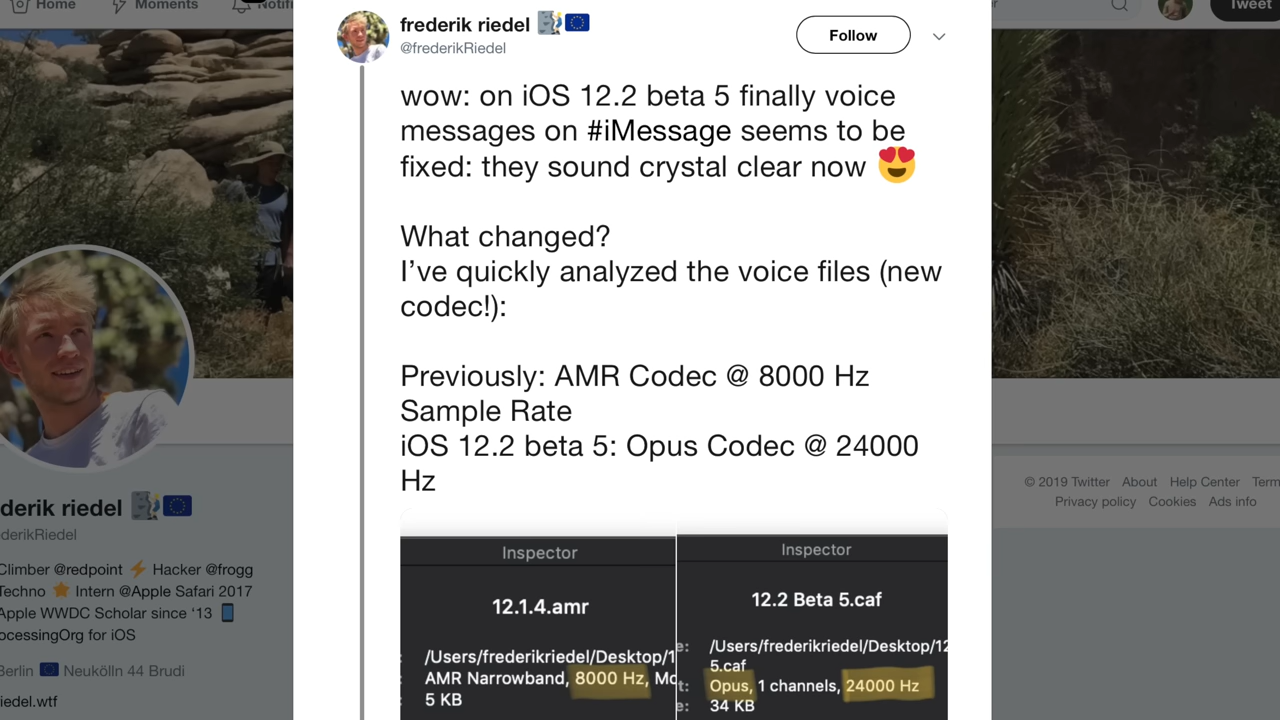 Home
Moments
Tweet
frederik riedel
@frederikRiedel
Follow
wow: on iOS 12.2 beta 5 finally voice
messages on #iMessage seems to be
fixed: they sound crystal clear now 😍
What changed?
I’ve quickly analyzed the voice files (new
codec!):
Previously: AMR Codec @ 8000 Hz
Sample Rate
iOS 12.2 beta 5: Opus Codec @ 24000
Hz
Inspector
12.1.4.amr
/Users/frederikriedel/Desktop/1
AMR Narrowband, 8000 Hz, Mo
5 KB
Inspector
12.2 Beta 5.caf
e: /Users/frederikriedel/Desktop/12
5.caf
t: Opus, 1 channels, 24000 Hz
e: 34 KB
derik riedel
derikRiedel
Climber @redpoint ⚡ Hacker @frogg
Techno ⭐ Intern @Apple Safari 2017
Apple WWDC Scholar since ‘13 📱
ocessingOrg for iOS
Berlin 🇪🇺 Neukölln 44 Brudi
iedel.wtf
© 2019 Twitter About Help Center Term
Privacy policy Cookies Ads info